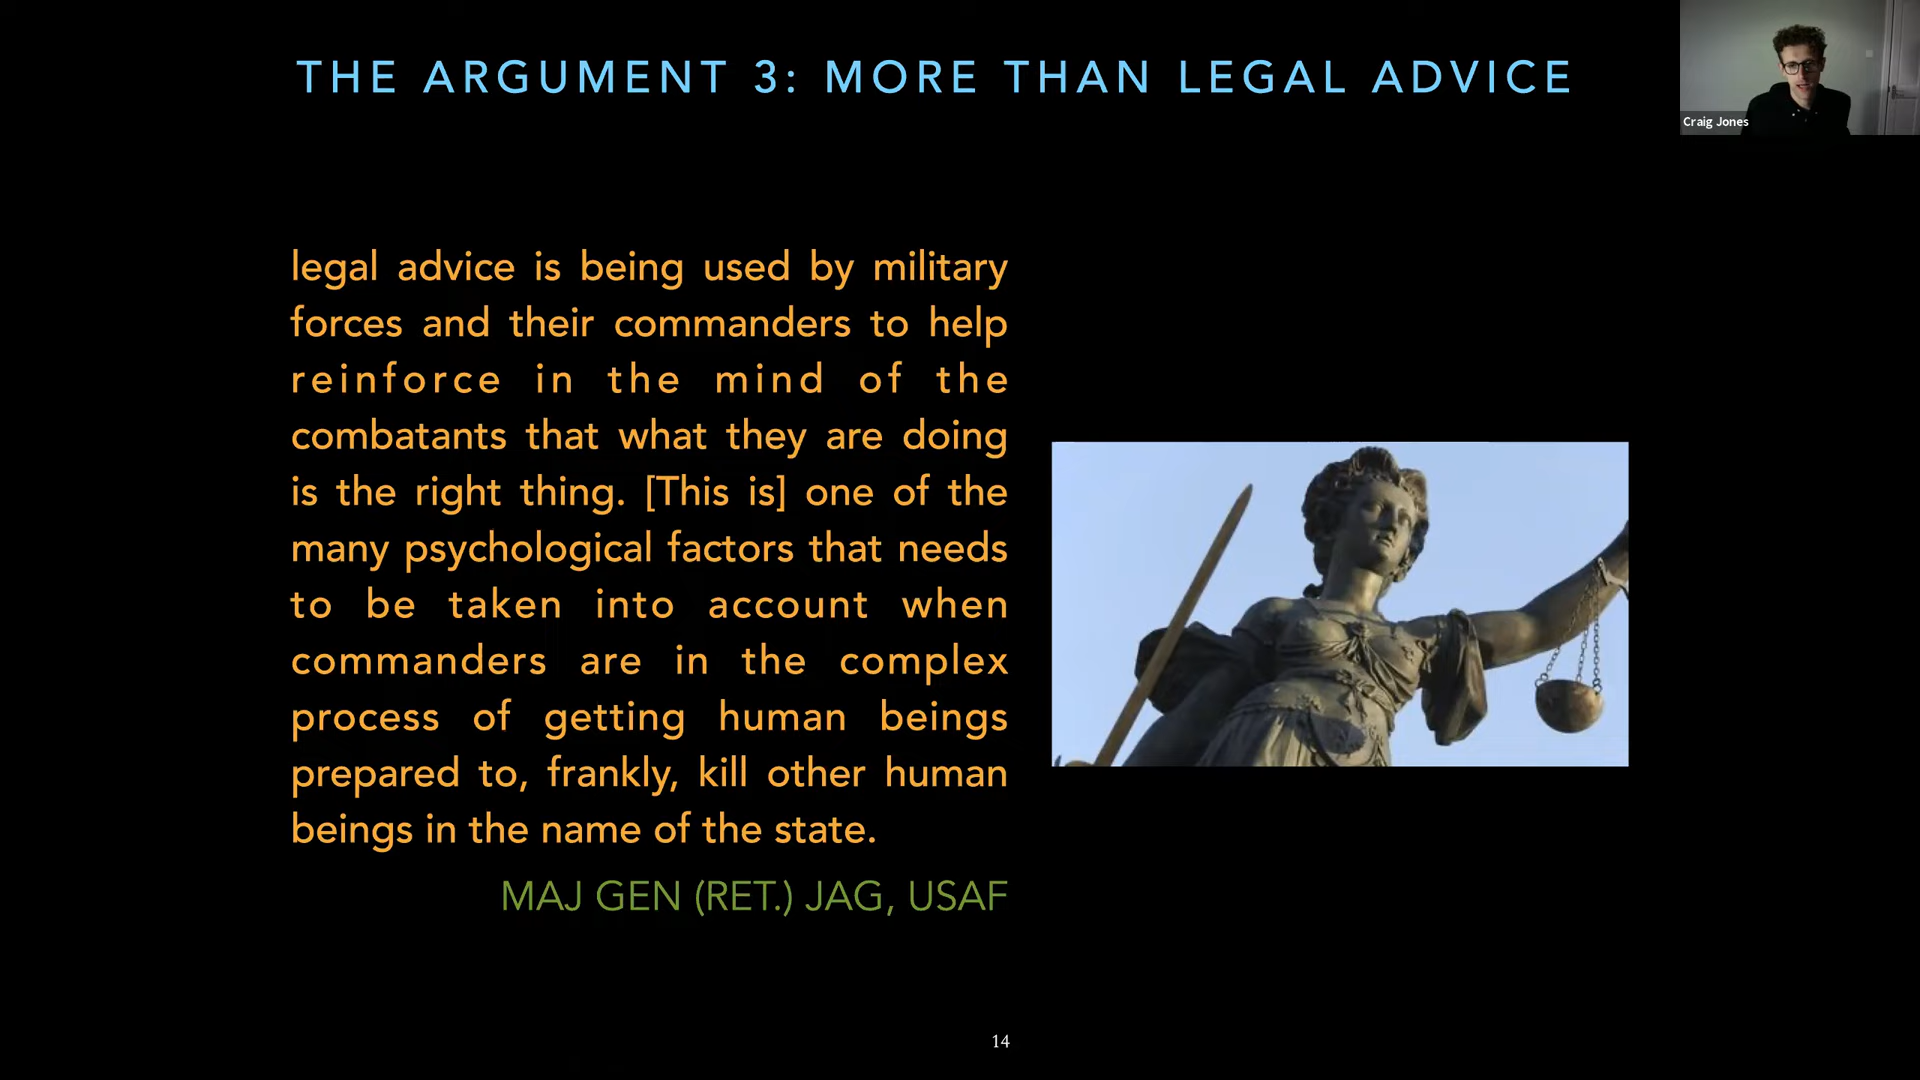 THE ARGUMENT 3: MORE THAN LEGAL ADVICE
Craig Jones
legal advice is being used by military
forces and their commanders to help
reinforce in the mind of the
combatants that what they are doing
is the right thing. [This is] one of the
many psychological factors that needs
to be taken into account when
commanders are in the complex
process of getting human beings
prepared to, frankly, kill other human
beings in the name of the state.
MAJ GEN (RET.) JAG, USAF
14